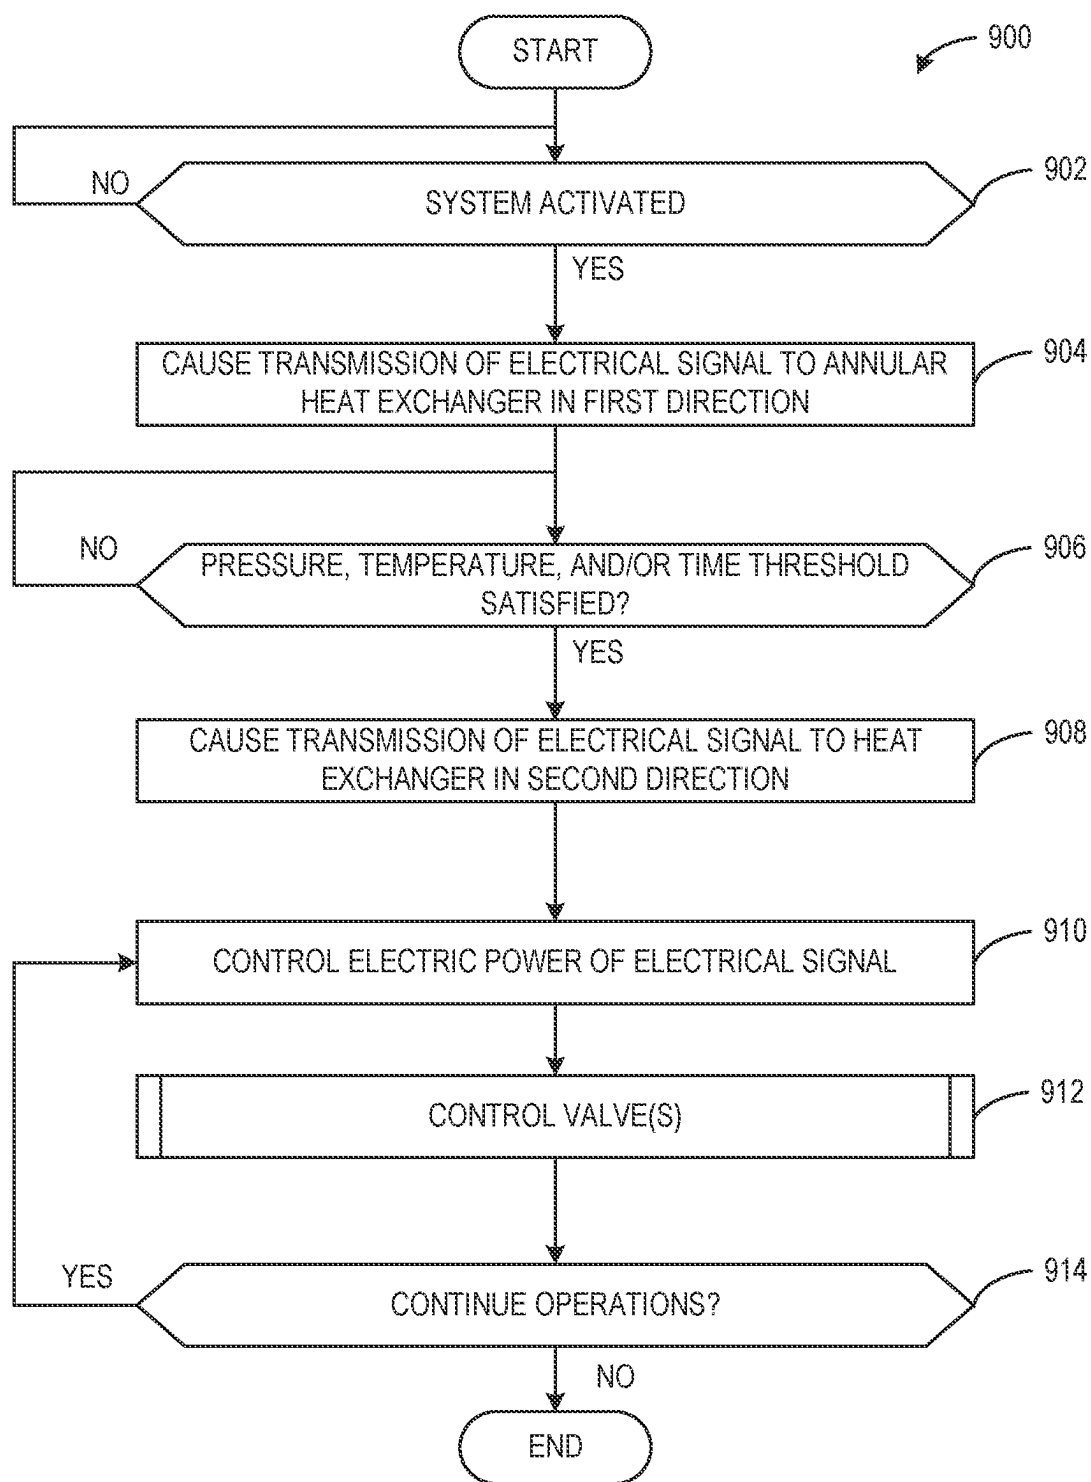 START
900
902
NO
SYSTEM ACTIVATED
YES
904
CAUSE TRANSMISSION OF ELECTRICAL SIGNAL TO ANNULAR
HEAT EXCHANGER IN FIRST DIRECTION
906
NO
PRESSURE, TEMPERATURE, AND/OR TIME THRESHOLD
SATISFIED?
YES
908
CAUSE TRANSMISSION OF ELECTRICAL SIGNAL TO HEAT
EXCHANGER IN SECOND DIRECTION
910
CONTROL ELECTRIC POWER OF ELECTRICAL SIGNAL
912
CONTROL VALVE(S)
914
YES
CONTINUE OPERATIONS?
NO
END